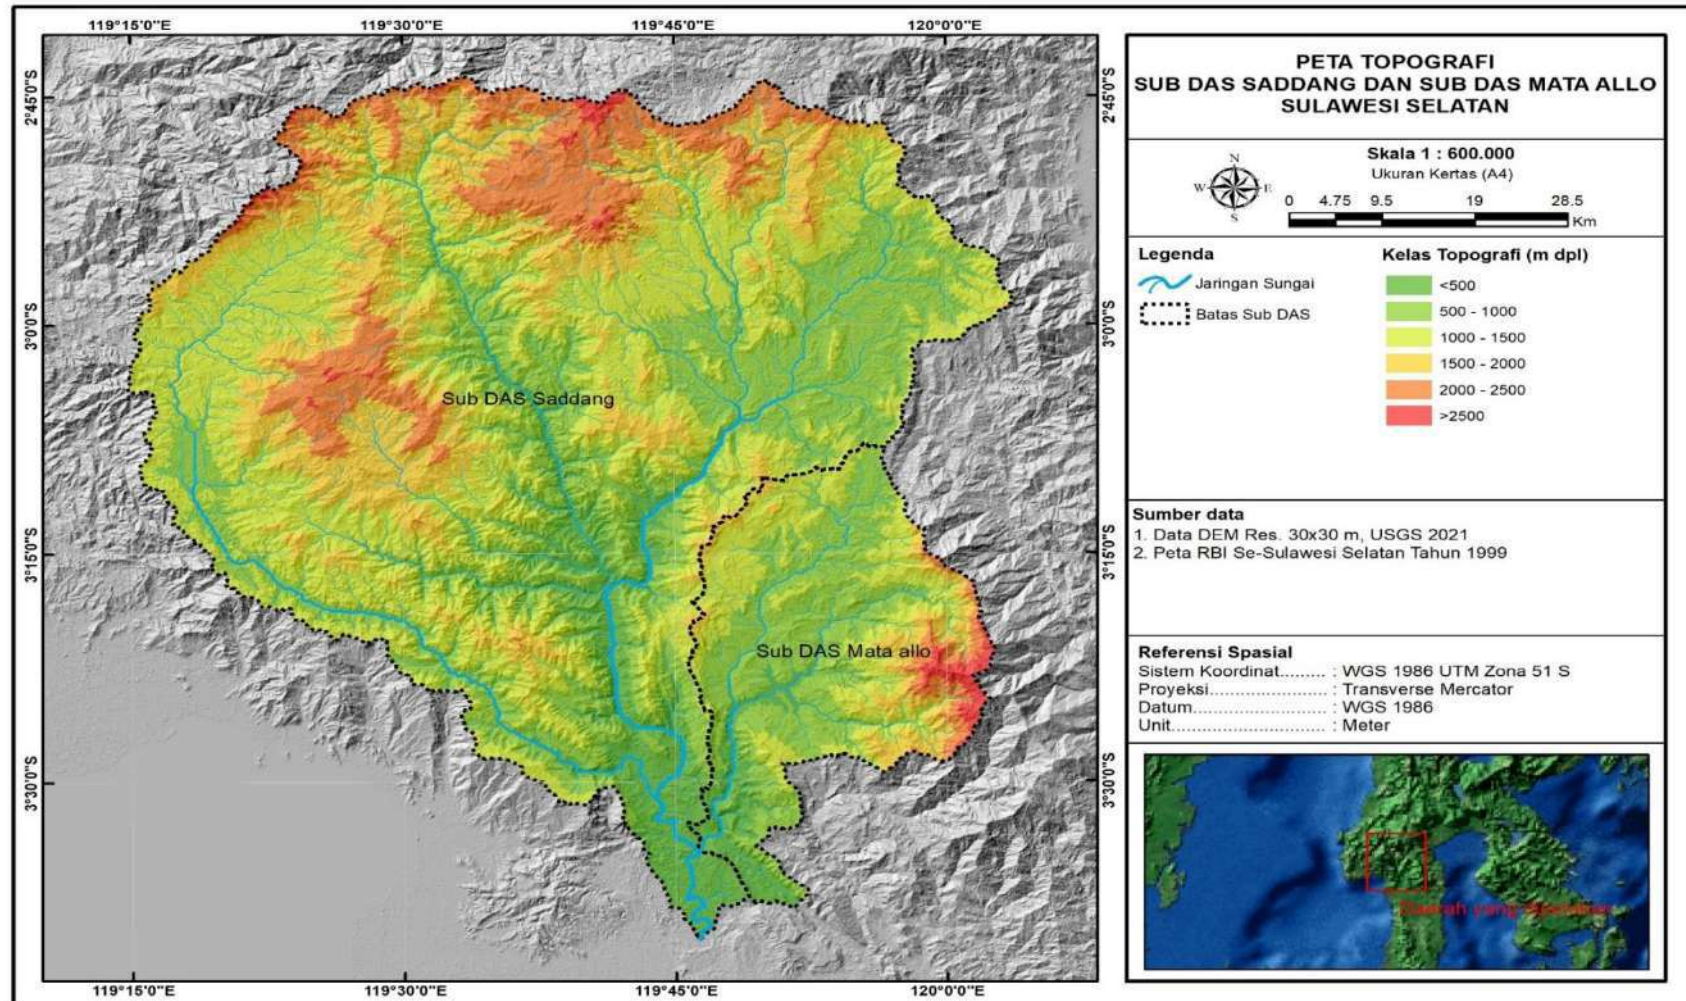 119°15'0"E 119°30'0"E 119°45'0"E 120°0'0"E
2°45'0"S
3°0'0"S
3°15'0"S
3°30'0"S
Sub DAS Saddang
Sub DAS Mata allo
2°45'0"S
3°0'0"S
3°15'0"S
3°30'0"S
119°15'0"E 119°30'0"E 119°45'0"E 120°0'0"E
PETA TOPOGRAFI
SUB DAS SADDANG DAN SUB DAS MATA ALLO
SULAWESI SELATAN
Skala 1 : 600.000
Ukuran Kertas (A4)
N
W E
S
0 4.75 9.5 19 28.5
Km
Legenda
Jaringan Sungai
Batas Sub DAS
Kelas Topografi (m dpl)
<500
500 - 1000
1000 - 1500
1500 - 2000
2000 - 2500
>2500
Sumber data
1. Data DEM Res. 30x30 m, USGS 2021
2. Peta RBI Se-Sulawesi Selatan Tahun 1999
Referensi Spasial
Sistem Koordinat......... : WGS 1986 UTM Zona 51 S
Proyeksi........................ : Transverse Mercator
Datum........................... : WGS 1986
Unit............................... : Meter
Daerah yang